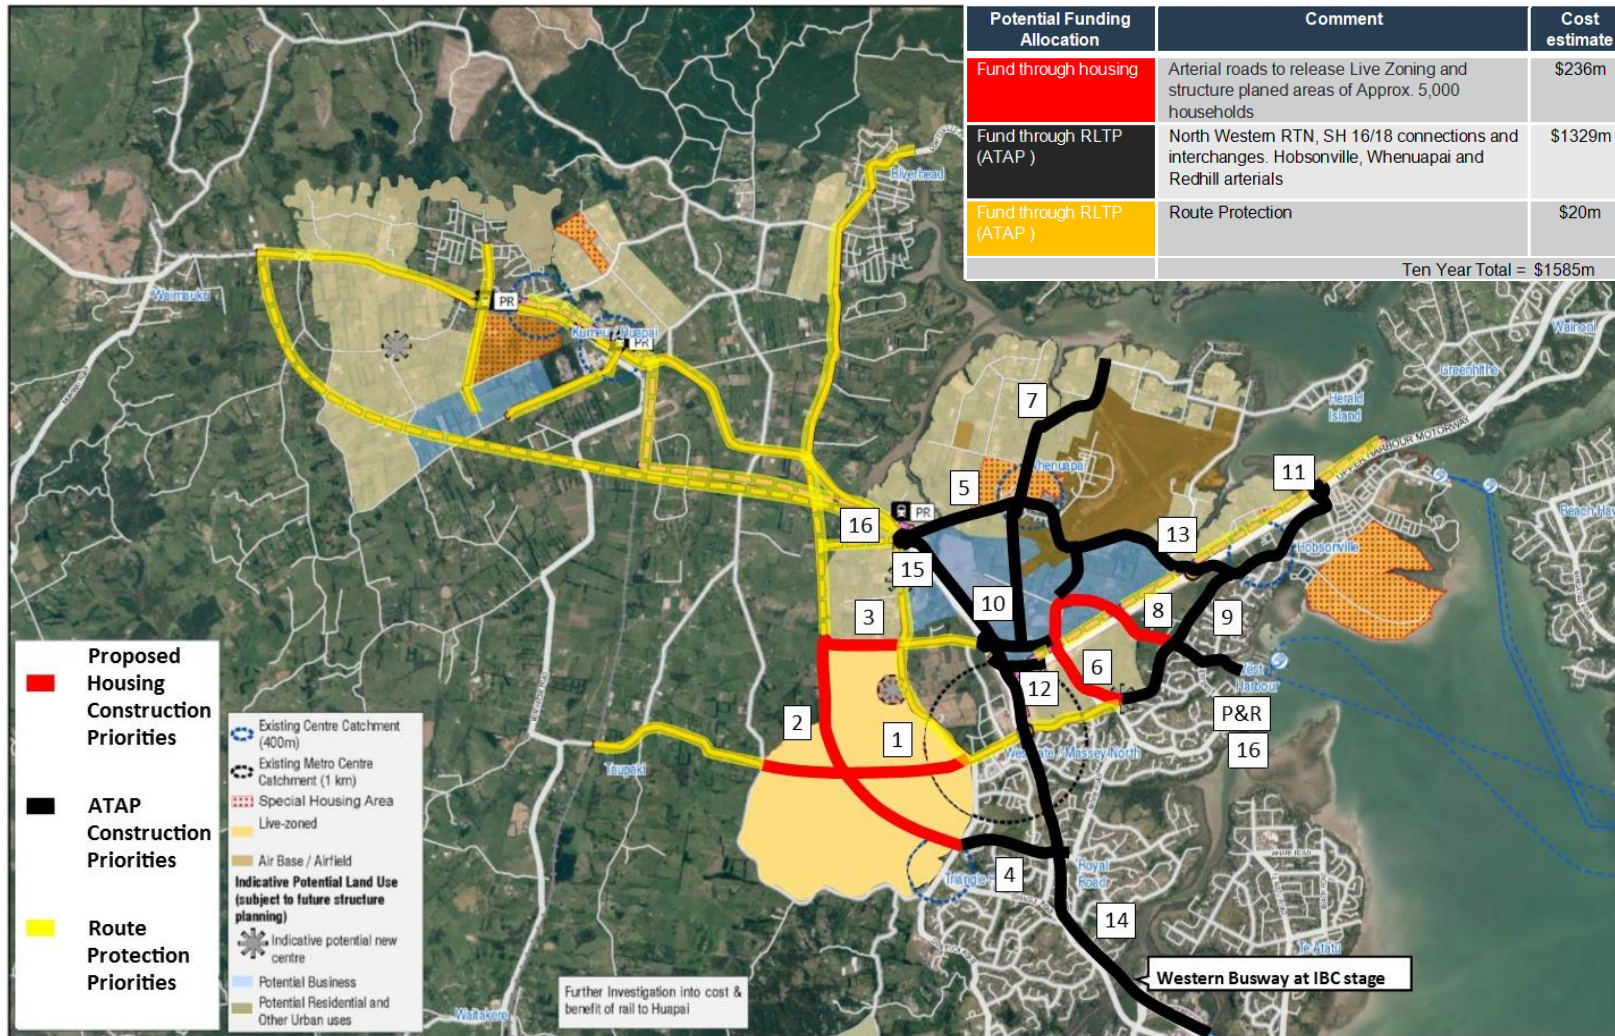 Potential Funding
Allocation
Comment
Cost
estimate
Fund through housing
Arterial roads to release Live Zoning and
structure planed areas of Approx. 5,000
households
$236m
Fund through RLTP
(ATAP )
North Western RTN, SH 16/18 connections and
interchanges. Hobsonville, Whenuapai and
Redhill arterials
$1329m
Fund through RLTP
(ATAP )
Route Protection
$20m
Ten Year Total = $1585m
Riverhead
Waimauku
PR
Kumeu
Huapai
PR
Wainoni
Greenhithe
Herald
Island
UPPER HARBOUR MOTORWAY
7
Whenuapai
11
5
PR
Beach Hav
16
13
Hobsonville
15
10
8
9
3
6
West
Harbour
12
2
1
P&R
16
Westgate / Massey North
Taupaki
Royal
Road
Triangle
4
14
Te Atatu
Western Busway at IBC stage
Waitakere
Proposed
Housing
Construction
Priorities
ATAP
Construction
Priorities
Route
Protection
Priorities
Existing Centre Catchment
(400m)
Existing Metro Centre
Catchment (1 km)
Special Housing Area
Live-zoned
Air Base / Airfield
Indicative Potential Land Use
(subject to future structure
planning)
Indicative potential new
centre
Potential Business
Potential Residential and
Other Urban uses
Further Investigation into cost &
benefit of rail to Huapai